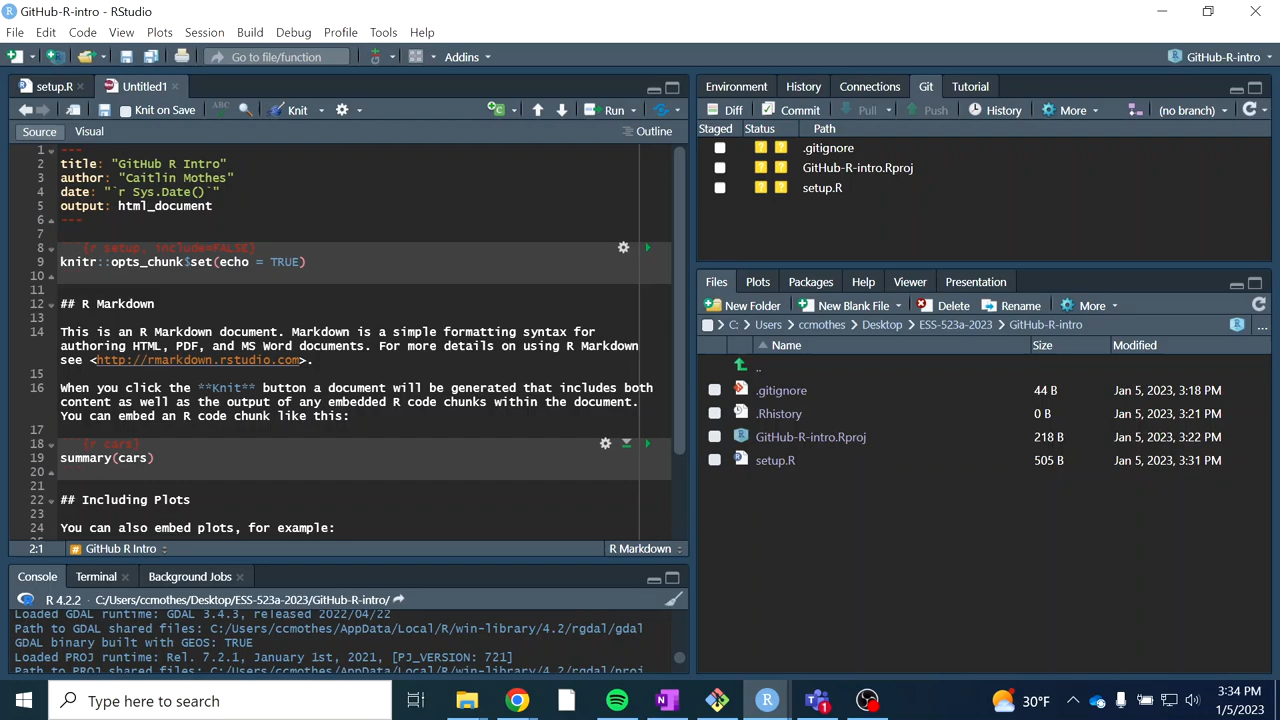 GitHub-R-intro - RStudio
File Edit Code View Plots Session Build Debug Profile Tools Help
Go to file/function Addins GitHub-R-intro
setup.R Untitled1
Knit on Save ABC Knit Run
Source Visual Outline
1 ---
2 title: "GitHub R Intro"
3 author: "Caitlin Mothes"
4 date: "`r Sys.Date()`"
5 output: html_document
6 ---
7
8 {r setup, include=FALSE}
9 knitr::opts_chunk$set(echo = TRUE)
10
11
12 ## R Markdown
13
14 This is an R Markdown document. Markdown is a simple formatting syntax for
authoring HTML, PDF, and MS Word documents. For more details on using R Markdown
see <http://rmarkdown.rstudio.com>.
15
16 When you click the **Knit** button a document will be generated that includes both
content as well as the output of any embedded R code chunks within the document.
You can embed an R code chunk like this:
17
18 {r cars}
19 summary(cars)
20
21
22 ## Including Plots
23
24 You can also embed plots, for example:
2:1 GitHub R Intro R Markdown
Console Terminal Background Jobs
R 4.2.2 C:/Users/ccmothes/Desktop/ESS-523a-2023/GitHub-R-intro/
Loaded GDAL runtime: GDAL 3.4.3, released 2022/04/22
Path to GDAL shared files: C:/Users/ccmothes/AppData/Local/R/win-library/4.2/rgdal/gdal
GDAL binary built with GEOS: TRUE
Loaded PROJ runtime: Rel. 7.2.1, January 1st, 2021, [PJ_VERSION: 721]
Path to PROJ shared files: C:/Users/ccmothes/AppData/Local/R/win-library/4.2/rgdal/proj
Environment History Connections Git Tutorial
Diff Commit Pull Push History More (no branch)
Staged Status Path
? ? .gitignore
? ? GitHub-R-intro.Rproj
? ? setup.R
Files Plots Packages Help Viewer Presentation
New Folder New Blank File Delete Rename More
C: Users ccmothes Desktop ESS-523a-2023 GitHub-R-intro ...
Name Size Modified
..
.gitignore 44 B Jan 5, 2023, 3:18 PM
.Rhistory 0 B Jan 5, 2023, 3:21 PM
GitHub-R-intro.Rproj 218 B Jan 5, 2023, 3:22 PM
setup.R 505 B Jan 5, 2023, 3:31 PM
Type here to search
30°F
3:34 PM
1/5/2023